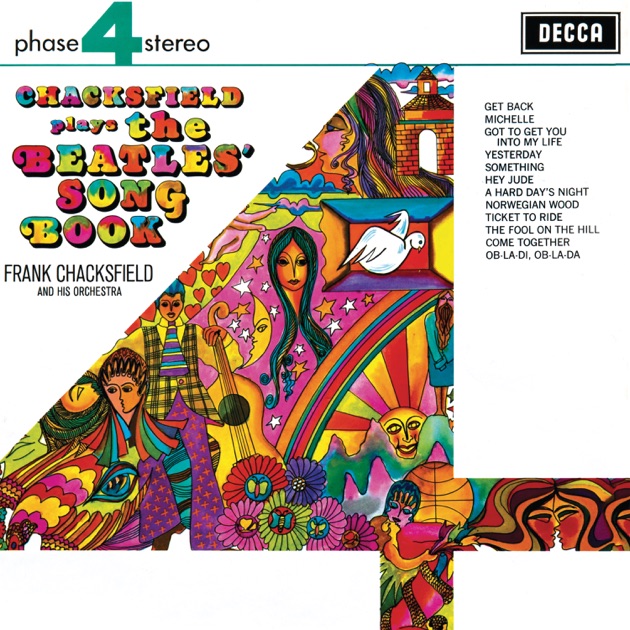 phase 4 stereo
DECCA
CHACKSFIELD
plays the
BEATLES'
SONG
BOOK
FRANK CHACKSFIELD
AND HIS ORCHESTRA
GET BACK
MICHELLE
GOT TO GET YOU
INTO MY LIFE
YESTERDAY
SOMETHING
HEY JUDE
A HARD DAY'S NIGHT
NORWEGIAN WOOD
TICKET TO RIDE
THE FOOL ON THE HILL
COME TOGETHER
OB-LA-DI, OB-LA-DA